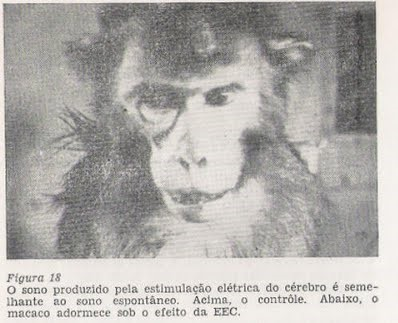 Figura 18
O sono produzido pela estimulação elétrica do cérebro é seme-
lhante ao sono espontâneo. Acima, o contrôle. Abaixo, o
macaco adormece sob o efeito da EEC.